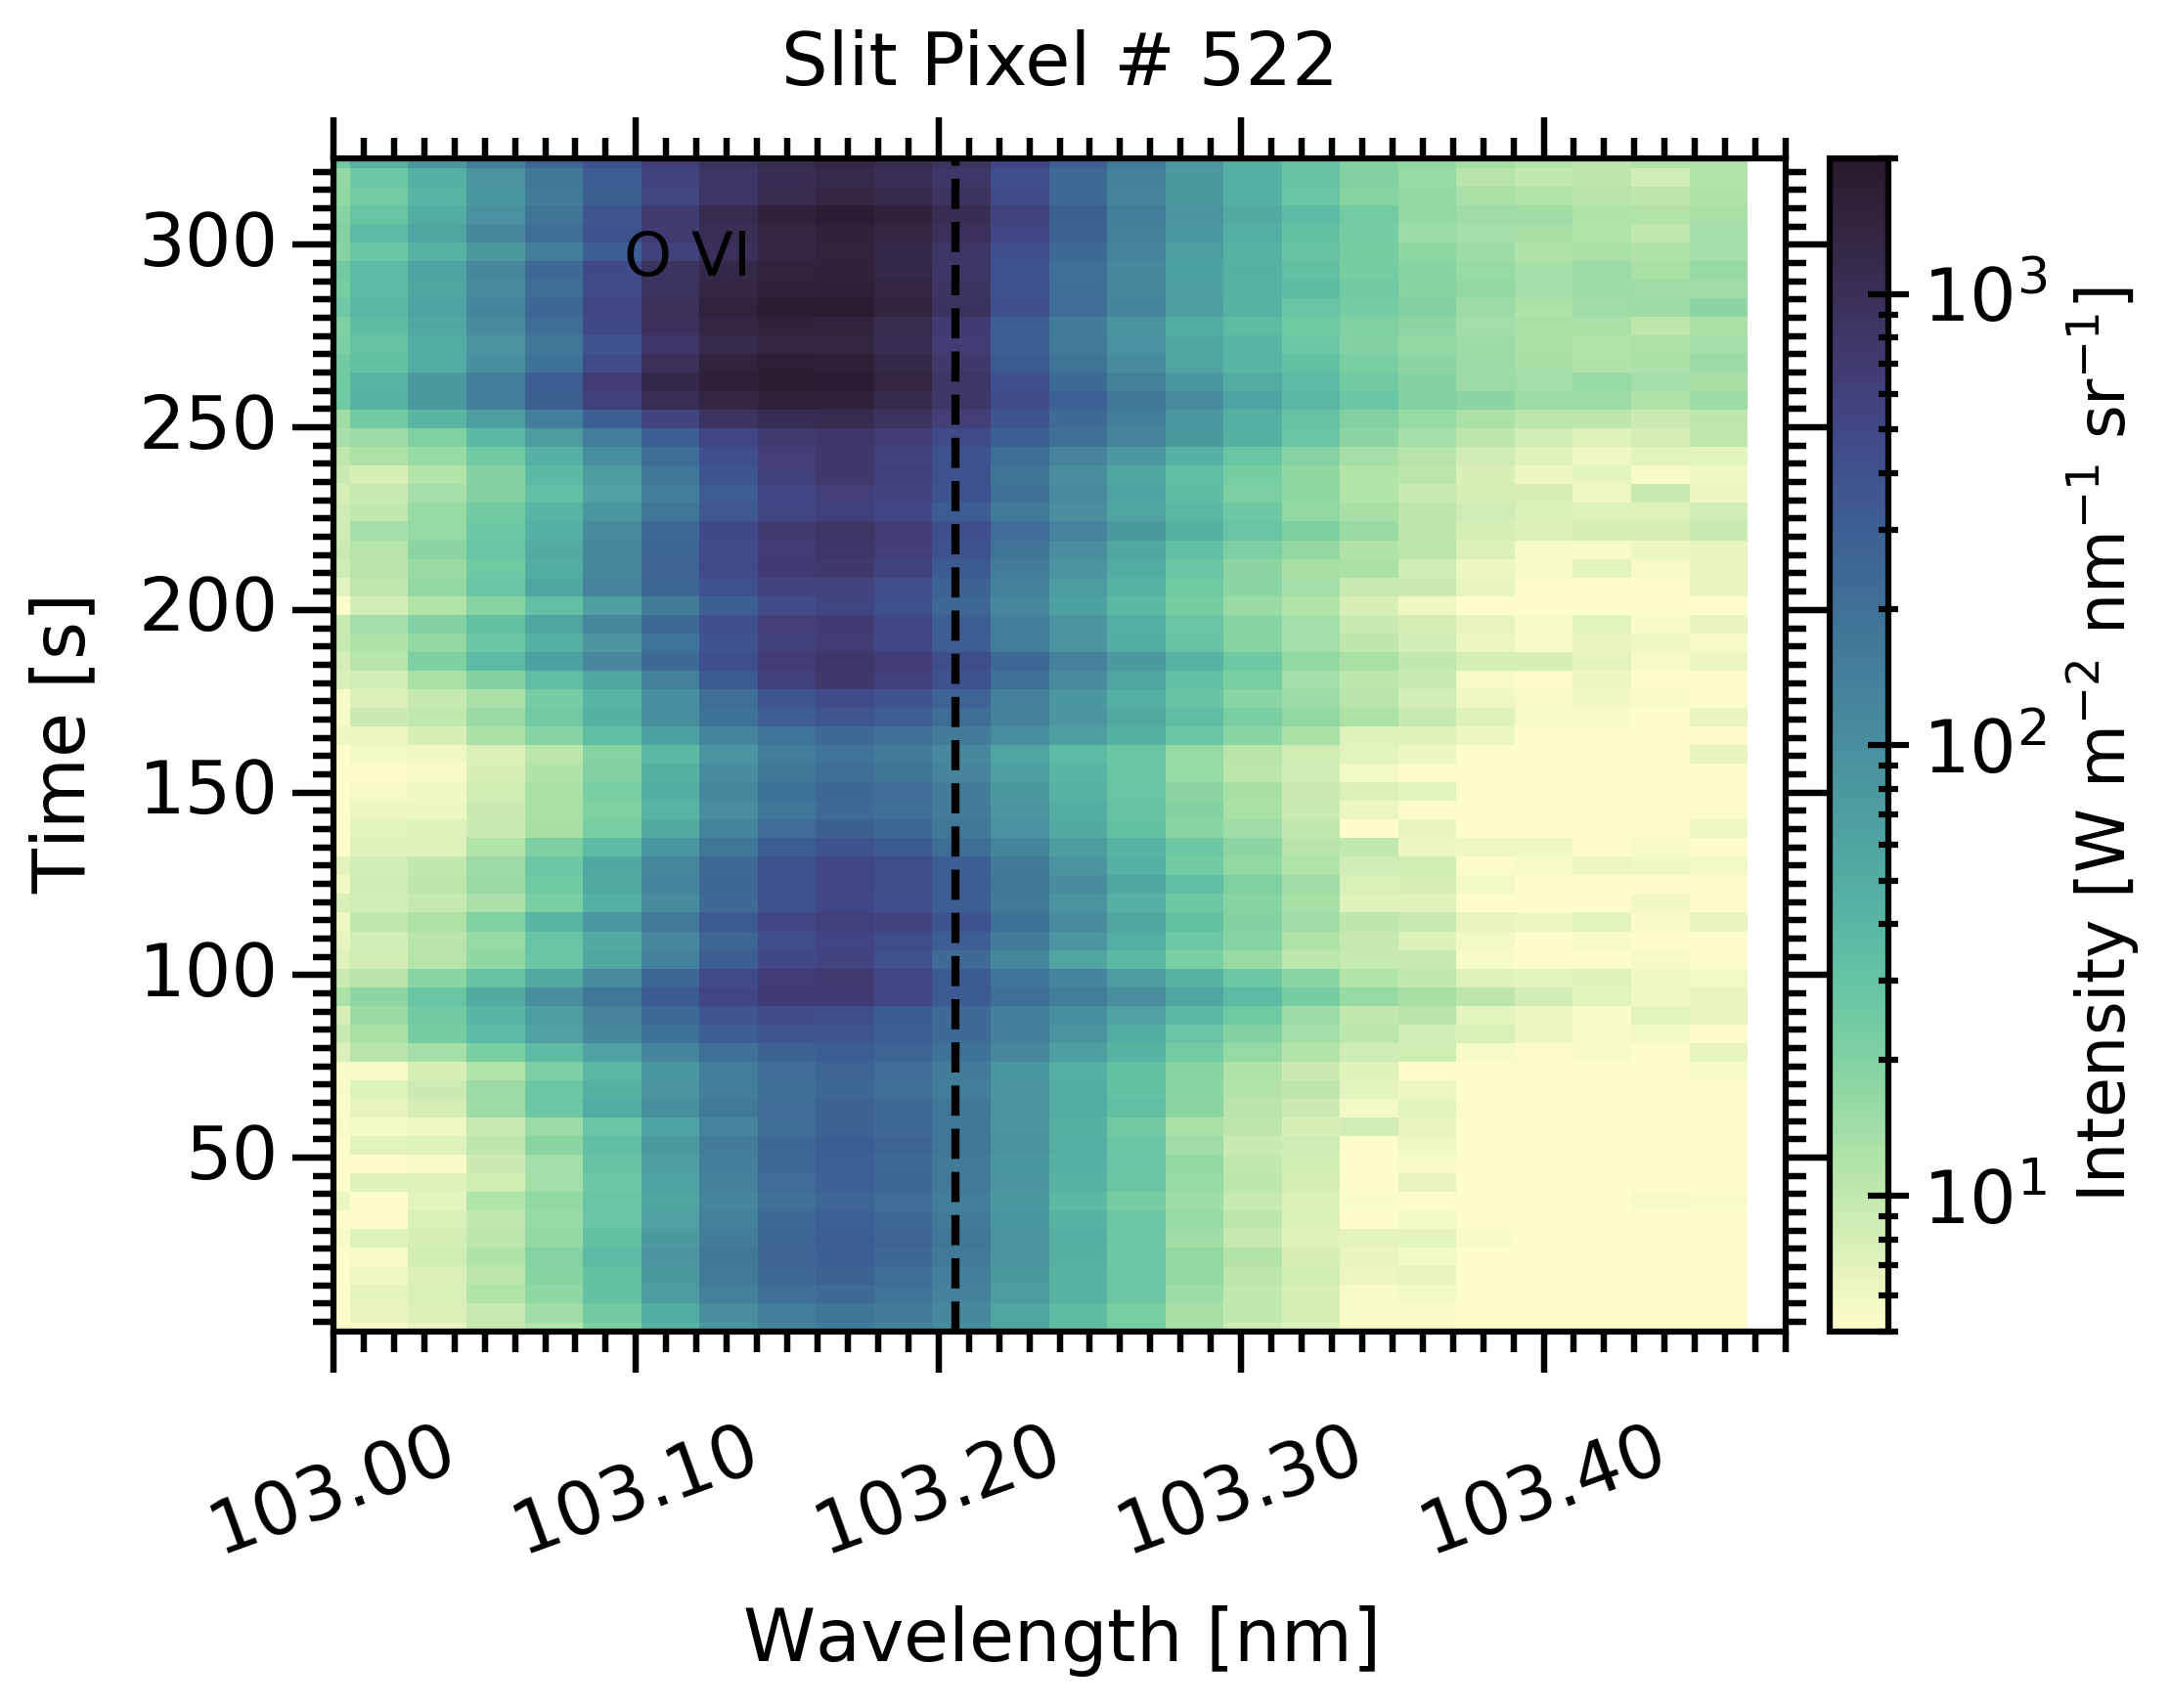 Slit Pixel # 522
O VI
300
250
200
150
100
50
Time [s]
103.00
103.10
103.20
103.30
103.40
Wavelength [nm]
10³
10²
10¹
Intensity [W m⁻² nm⁻¹ sr⁻¹]